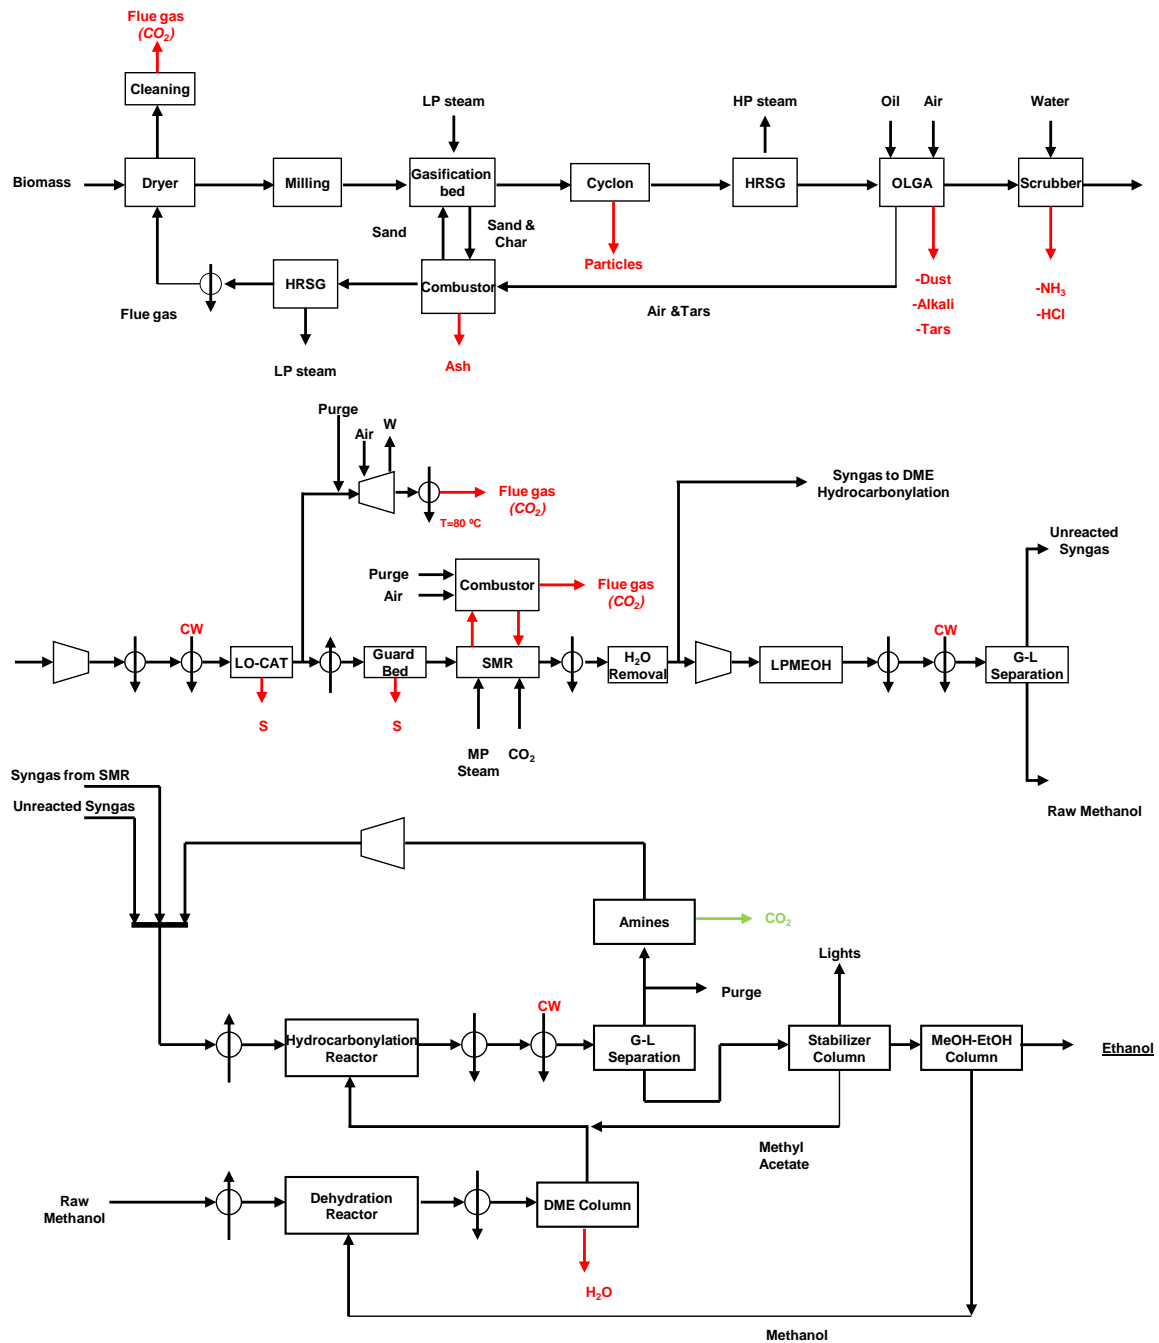 Flue gas
(CO₂)
Cleaning
LP steam
HP steam
Oil
Air
Water
Biomass
Dryer
Milling
Gasification
bed
Cyclon
HRSG
OLGA
Scrubber
Sand
Sand &
Char
Particles
HRSG
Combustor
-Dust
-Alkali
-Tars
-NH₃
-HCl
Flue gas
Air &Tars
LP steam
Ash
Purge
Air
W
Flue gas
(CO₂)
T=80 ºC
Syngas to DME
Hydrocarbonylation
Unreacted
Syngas
Purge
Air
Combustor
Flue gas
(CO₂)
CW
LO-CAT
Guard
Bed
SMR
H₂O
Removal
LPMEOH
CW
G-L
Separation
S
S
MP
Steam
CO₂
Raw Methanol
Syngas from SMR
Unreacted Syngas
Amines
CO₂
Lights
Purge
CW
Hydrocarbonylation
Reactor
G-L
Separation
Stabilizer
Column
MeOH-EtOH
Column
Ethanol
Methyl
Acetate
Raw
Methanol
Dehydration
Reactor
DME Column
H₂O
Methanol